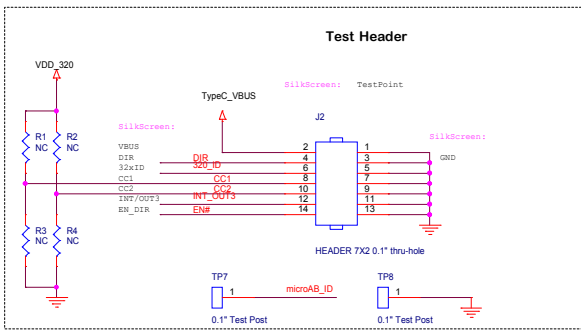 Test Header
VDD_320
SilkScreen: TestPoint
TypeC_VBUS
J2
SilkScreen:
SilkScreen:
R1
NC
R2
NC
VBUS
2
1
DIR
DIR
4
3
GND
32xID
320_ID
6
5
CC1
CC1
8
7
CC2
CC2
10
9
INT/OUT3
INT_OUT3
12
11
EN_DIR
EN#
14
13
R3
NC
R4
NC
HEADER 7X2 0.1" thru-hole
TP7
TP8
1
microAB_ID
1
0.1" Test Post
0.1" Test Post